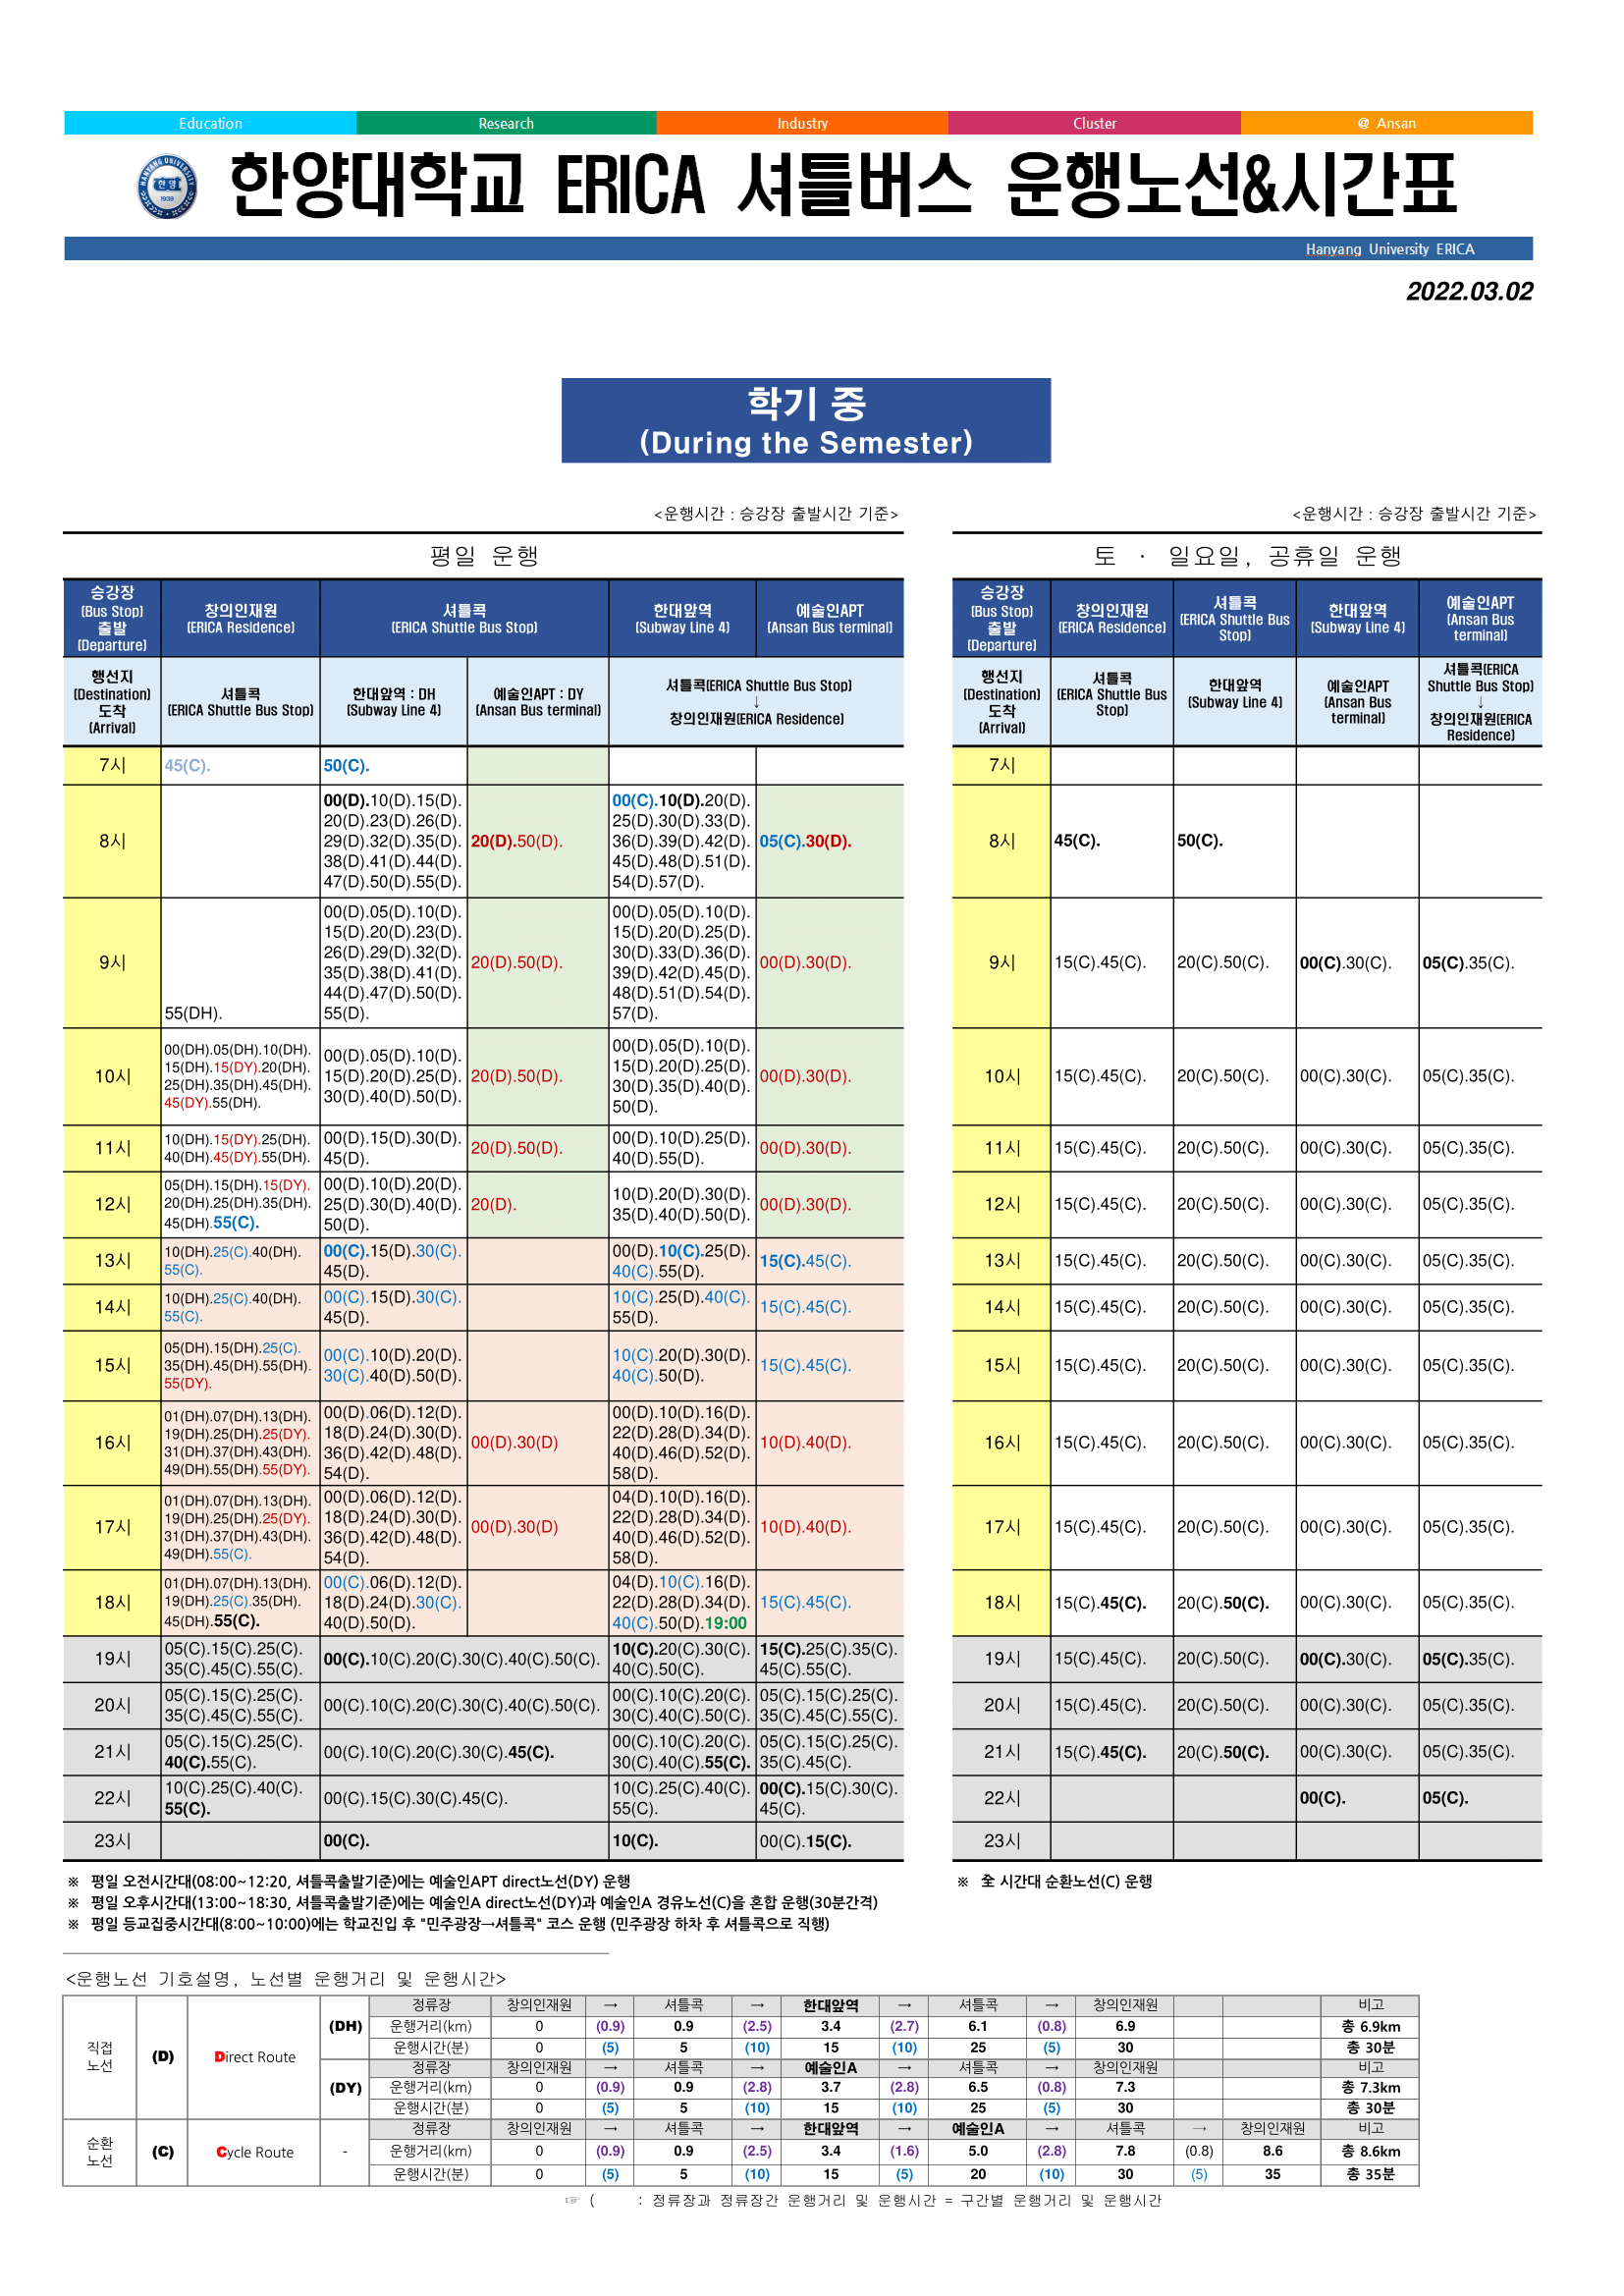 Education Research Industry Cluster @ Ansan
한양대학교 ERICA 셔틀버스 운행노선&시간표
Hanyang University ERICA
2022.03.02
학기 중
(During the Semester)
<운행시간 : 승강장 출발시간 기준>
평일 운행
승강장
(Bus Stop)
출발
(Departure)
창의인재원
(ERICA Residence)
셔틀콕
(ERICA Shuttle Bus Stop)
한대앞역
(Subway Line 4)
예술인APT
(Ansan Bus terminal)
행선지
(Destination)
도착
(Arrival)
셔틀콕
(ERICA Shuttle Bus Stop)
한대앞역 : DH
(Subway Line 4)
예술인APT : DY
(Ansan Bus terminal)
셔틀콕(ERICA Shuttle Bus Stop)
↓
창의인재원(ERICA Residence)
7시
45(C).
50(C).
8시
00(D).10(D).15(D).
20(D).23(D).26(D).
29(D).32(D).35(D).
38(D).41(D).44(D).
47(D).50(D).55(D).
20(D).50(D).
00(C).10(D).20(D).
25(D).30(D).33(D).
36(D).39(D).42(D).
45(D).48(D).51(D).
54(D).57(D).
05(C).30(D).
9시
55(DH).
00(D).05(D).10(D).
15(D).20(D).23(D).
26(D).29(D).32(D).
35(D).38(D).41(D).
44(D).47(D).50(D).
55(D).
20(D).50(D).
00(D).05(D).10(D).
15(D).20(D).25(D).
30(D).33(D).36(D).
39(D).42(D).45(D).
48(D).51(D).54(D).
57(D).
00(D).30(D).
10시
00(DH).05(DH).10(DH).
15(DH).15(DY).20(DH).
25(DH).35(DH).45(DH).
45(DY).55(DH).
00(D).05(D).10(D).
15(D).20(D).25(D).
30(D).40(D).50(D).
20(D).50(D).
00(D).05(D).10(D).
15(D).20(D).25(D).
30(D).35(D).40(D).
50(D).
00(D).30(D).
11시
10(DH).15(DY).25(DH).
40(DH).45(DY).55(DH).
00(D).15(D).30(D).
45(D).
20(D).50(D).
00(D).10(D).25(D).
40(D).55(D).
00(D).30(D).
12시
05(DH).15(DH).15(DY).
20(DH).25(DH).35(DH).
45(DH).55(C).
00(D).10(D).20(D).
25(D).30(D).40(D).
50(D).
20(D).
10(D).20(D).30(D).
35(D).40(D).50(D).
00(D).30(D).
13시
10(DH).25(C).40(DH).
55(C).
00(C).15(D).30(C).
45(D).
00(D).10(C).25(D).
40(C).55(D).
15(C).45(C).
14시
10(DH).25(C).40(DH).
55(C).
00(C).15(D).30(C).
45(D).
10(C).25(D).40(C).
55(D).
15(C).45(C).
15시
05(DH).15(DH).25(C).
35(DH).45(DH).55(DH).
55(DY).
00(C).10(D).20(D).
30(C).40(D).50(D).
10(C).20(D).30(D).
40(C).50(D).
15(C).45(C).
16시
01(DH).07(DH).13(DH).
19(DH).25(DH).25(DY).
31(DH).37(DH).43(DH).
49(DH).55(DH).55(DY).
00(D).06(D).12(D).
18(D).24(D).30(D).
36(D).42(D).48(D).
54(D).
00(D).30(D)
00(D).10(D).16(D).
22(D).28(D).34(D).
40(D).46(D).52(D).
58(D).
10(D).40(D).
17시
01(DH).07(DH).13(DH).
19(DH).25(DH).25(DY).
31(DH).37(DH).43(DH).
49(DH).55(C).
00(D).06(D).12(D).
18(D).24(D).30(D).
36(D).42(D).48(D).
54(D).
00(D).30(D)
04(D).10(D).16(D).
22(D).28(D).34(D).
40(D).46(D).52(D).
58(D).
10(D).40(D).
18시
01(DH).07(DH).13(DH).
19(DH).25(C).35(DH).
45(DH).55(C).
00(C).06(D).12(D).
18(D).24(D).30(C).
40(D).50(D).
04(D).10(C).16(D).
22(D).28(D).34(D).
40(C).50(D).19:00
15(C).45(C).
19시
05(C).15(C).25(C).
35(C).45(C).55(C).
00(C).10(C).20(C).30(C).40(C).50(C).
10(C).20(C).30(C).
40(C).50(C).
15(C).25(C).35(C).
45(C).55(C).
20시
05(C).15(C).25(C).
35(C).45(C).55(C).
00(C).10(C).20(C).30(C).40(C).50(C).
00(C).10(C).20(C).
30(C).40(C).50(C).
05(C).15(C).25(C).
35(C).45(C).55(C).
21시
05(C).15(C).25(C).
40(C).55(C).
00(C).10(C).20(C).30(C).45(C).
00(C).10(C).20(C).
30(C).40(C).55(C).
05(C).15(C).25(C).
35(C).45(C).
22시
10(C).25(C).40(C).
55(C).
00(C).15(C).30(C).45(C).
10(C).25(C).40(C).
55(C).
00(C).15(C).30(C).
45(C).
23시
00(C).
10(C).
00(C).15(C).
※ 평일 오전시간대(08:00~12:20, 셔틀콕출발기준)에는 예술인APT direct노선(DY) 운행
※ 평일 오후시간대(13:00~18:30, 셔틀콕출발기준)에는 예술인A direct노선(DY)과 예술인A 경유노선(C)을 혼합 운행(30분간격)
※ 평일 등교집중시간대(8:00~10:00)에는 학교진입 후 "민주광장→셔틀콕" 코스 운행 (민주광장 하차 후 셔틀콕으로 직행)
<운행시간 : 승강장 출발시간 기준>
토 · 일요일, 공휴일 운행
승강장
(Bus Stop)
출발
(Departure)
창의인재원
(ERICA Residence)
셔틀콕
(ERICA Shuttle Bus
Stop)
한대앞역
(Subway Line 4)
예술인APT
(Ansan Bus
terminal)
행선지
(Destination)
도착
(Arrival)
셔틀콕
(ERICA Shuttle Bus
Stop)
한대앞역
(Subway Line 4)
예술인APT
(Ansan Bus
terminal)
셔틀콕(ERICA
Shuttle Bus Stop)
↓
창의인재원(ERICA
Residence)
7시
8시 45(C). 50(C).
9시 15(C).45(C). 20(C).50(C). 00(C).30(C). 05(C).35(C).
10시 15(C).45(C). 20(C).50(C). 00(C).30(C). 05(C).35(C).
11시 15(C).45(C). 20(C).50(C). 00(C).30(C). 05(C).35(C).
12시 15(C).45(C). 20(C).50(C). 00(C).30(C). 05(C).35(C).
13시 15(C).45(C). 20(C).50(C). 00(C).30(C). 05(C).35(C).
14시 15(C).45(C). 20(C).50(C). 00(C).30(C). 05(C).35(C).
15시 15(C).45(C). 20(C).50(C). 00(C).30(C). 05(C).35(C).
16시 15(C).45(C). 20(C).50(C). 00(C).30(C). 05(C).35(C).
17시 15(C).45(C). 20(C).50(C). 00(C).30(C). 05(C).35(C).
18시 15(C).45(C). 20(C).50(C). 00(C).30(C). 05(C).35(C).
19시 15(C).45(C). 20(C).50(C). 00(C).30(C). 05(C).35(C).
20시 15(C).45(C). 20(C).50(C). 00(C).30(C). 05(C).35(C).
21시 15(C).45(C). 20(C).50(C). 00(C).30(C). 05(C).35(C).
22시 00(C). 05(C).
23시
※ 全 시간대 순환노선(C) 운행
<운행노선 기호설명, 노선별 운행거리 및 운행시간>
직접
노선
(D)
Direct Route
(DH)
정류장 창의인재원 → 셔틀콕 → 한대앞역 → 셔틀콕 → 창의인재원 비고
운행거리(km) 0 (0.9) 0.9 (2.5) 3.4 (2.7) 6.1 (0.8) 6.9 총 6.9km
운행시간(분) 0 (5) 5 (10) 15 (10) 25 (5) 30 총 30분
(DY)
정류장 창의인재원 → 셔틀콕 → 예술인A → 셔틀콕 → 창의인재원 비고
운행거리(km) 0 (0.9) 0.9 (2.8) 3.7 (2.8) 6.5 (0.8) 7.3 총 7.3km
운행시간(분) 0 (5) 5 (10) 15 (10) 25 (5) 30 총 30분
순환
노선
(C)
Cycle Route
-
정류장 창의인재원 → 셔틀콕 → 한대앞역 → 예술인A → 셔틀콕 → 창의인재원 비고
운행거리(km) 0 (0.9) 0.9 (2.5) 3.4 (1.6) 5.0 (2.8) 7.8 (0.8) 8.6 총 8.6km
운행시간(분) 0 (5) 5 (10) 15 (5) 20 (10) 30 (5) 35 총 35분
☞ ( : 정류장과 정류장간 운행거리 및 운행시간 = 구간별 운행거리 및 운행시간